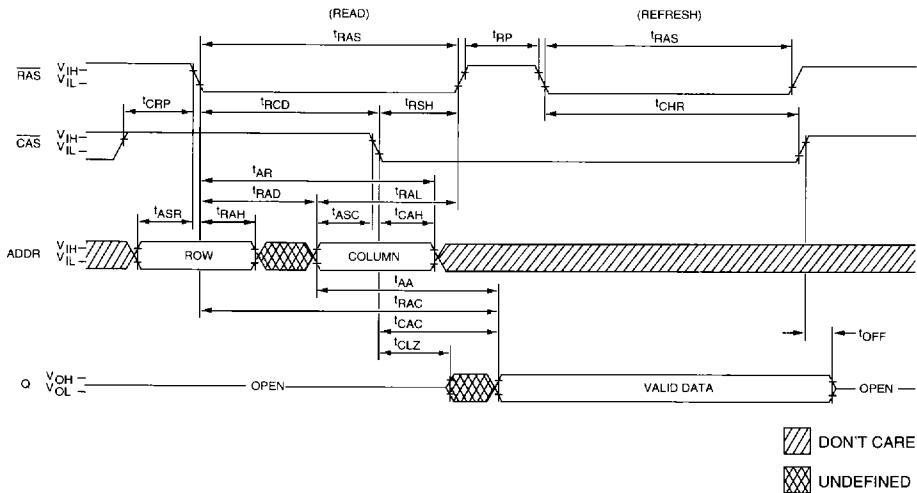 (READ) (REFRESH)
tRAS tRP tRAS
RAS VIH VIL
tCRP tRCD tRSH tCHR
CAS VIH VIL
tAR
tRAD tRAL
tASR tRAH tASC tCAH
ADDR VIH VIL ROW COLUMN
tAA
tRAC
tCAC tOFF
tCLZ
Q VOH VOL OPEN VALID DATA OPEN
DON'T CARE
UNDEFINED